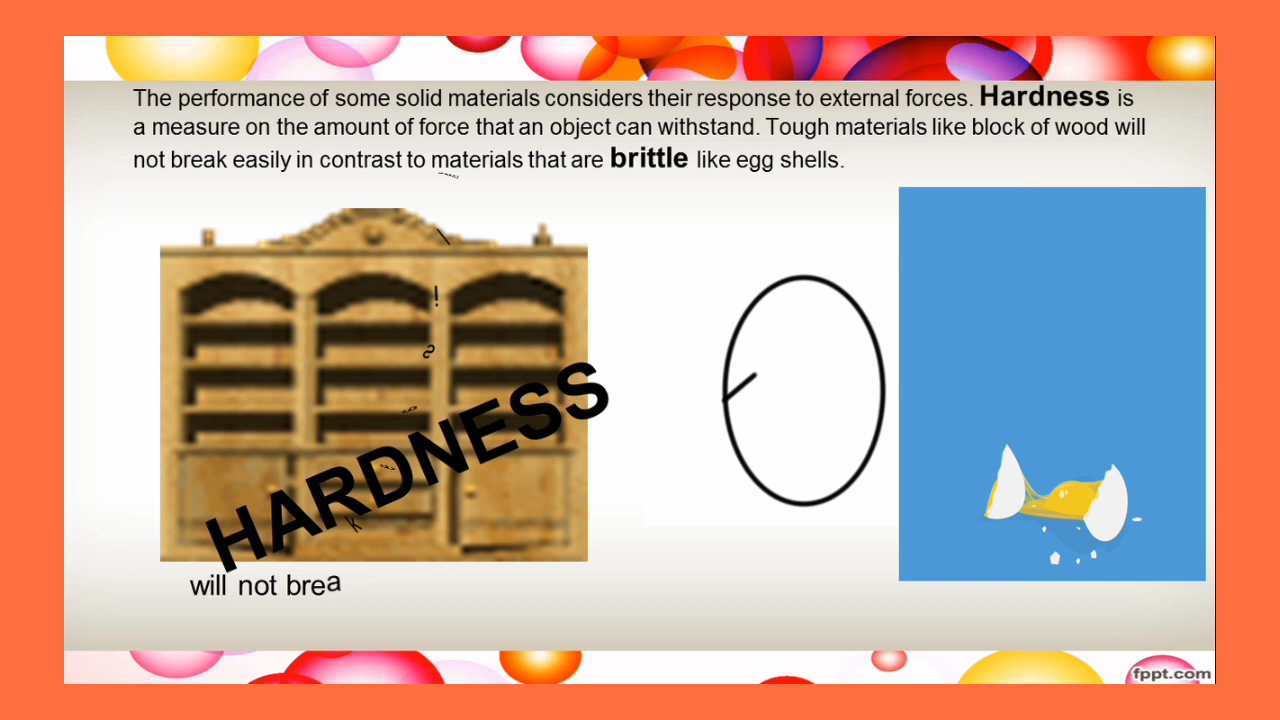 The performance of some solid materials considers their response to external forces. Hardness is
a measure on the amount of force that an object can withstand. Tough materials like block of wood will
not break easily in contrast to materials that are brittle like egg shells.
HARDNESS
will not brea
fppt.com